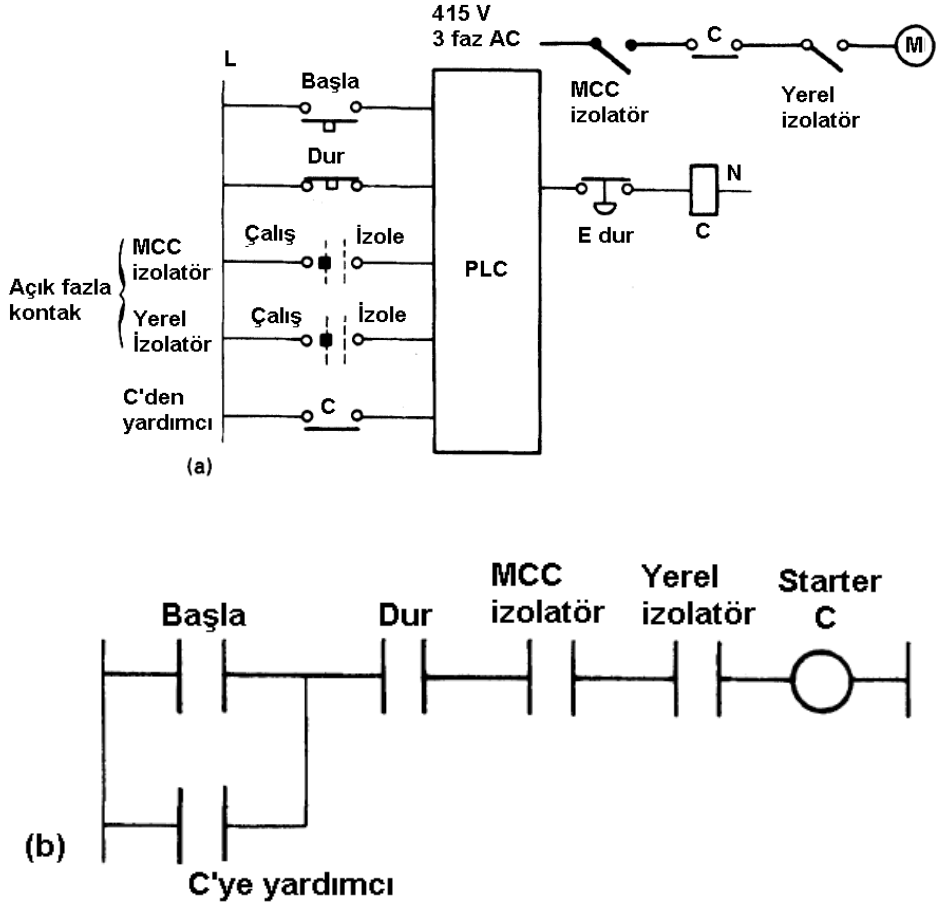 415 V
3 faz AC
C
M
L
MCC
izolatör
Yerel
izolatör
Başla
Dur
N
E dur
C
PLC
Açık fazla
kontak
MCC
izolatör
Çalış
İzole
Yerel
İzolatör
Çalış
İzole
C'den
yardımcı
C
(a)
MCC
izolatör
Yerel
izolatör
Starter
C
Başla
Dur
(b)
C'ye yardımcı